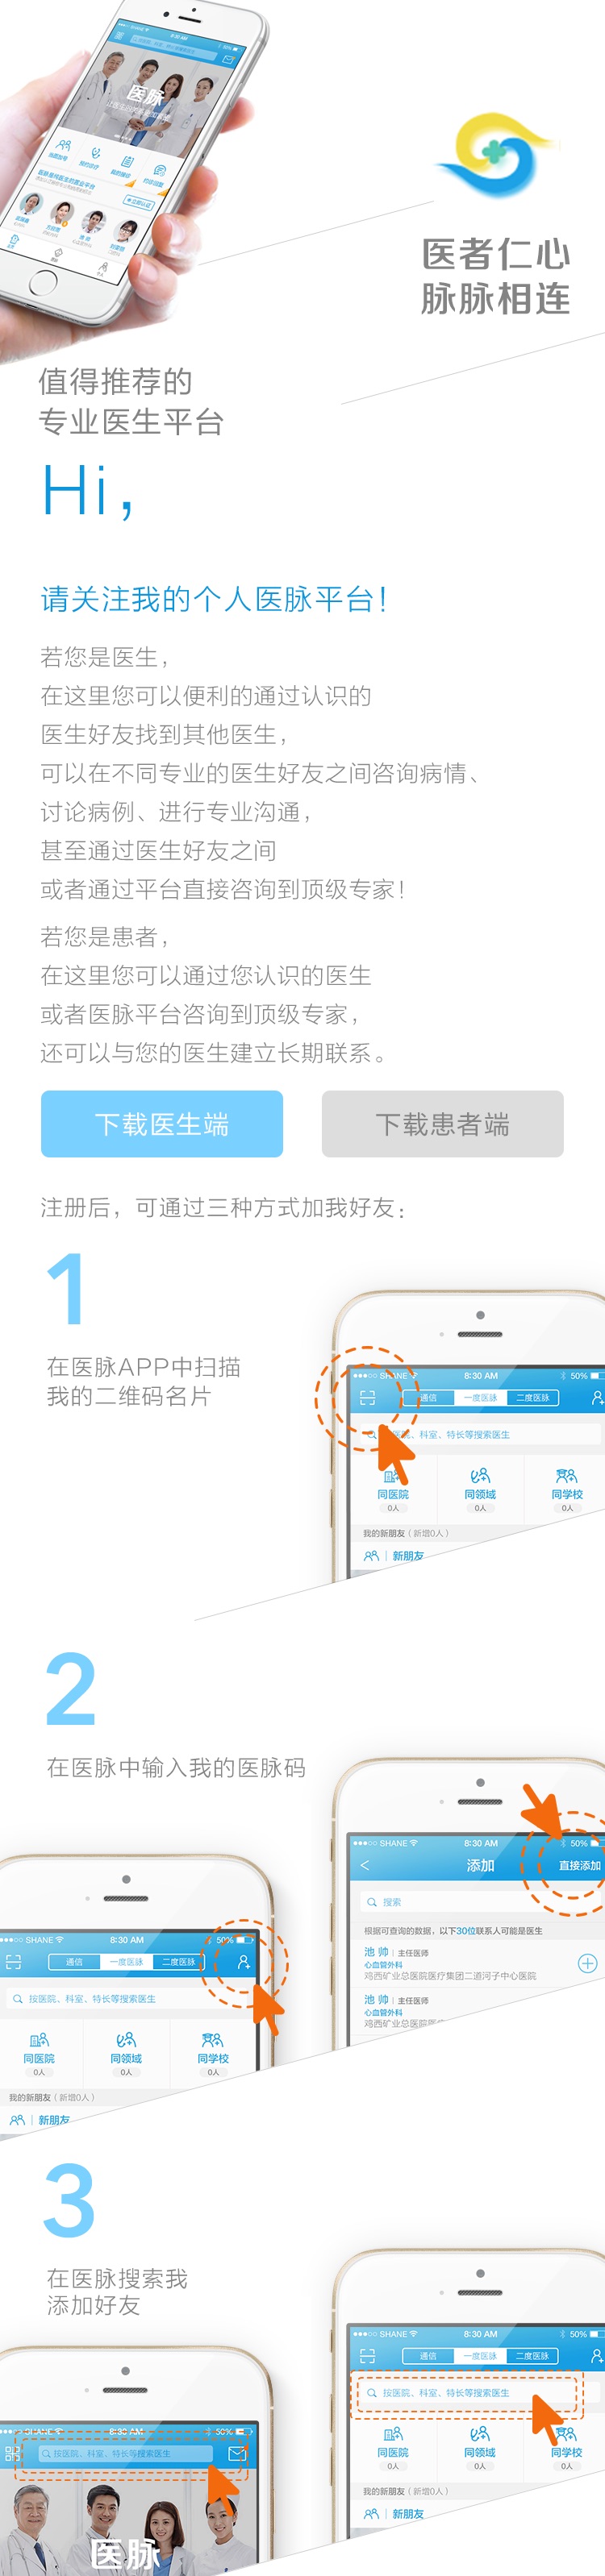 医脉
医者仁心
脉脉相连
值得推荐的
专业医生平台
Hi，
请关注我的个人医脉平台！
若您是医生，
在这里您可以便利的通过认识的
医生好友找到其他医生，
可以在不同专业的医生好友之间咨询病情、
讨论病例、进行专业沟通，
甚至通过医生好友之间
或者通过平台直接咨询到顶级专家！
若您是患者，
在这里您可以通过您认识的医生
或者医脉平台咨询到顶级专家，
还可以与您的医生建立长期联系。
下载医生端
下载患者端
注册后，可通过三种方式加我好友：
1
在医脉APP中扫描
我的二维码名片
SHANE 8:30 AM 50%
通信 一度医脉 二度医脉
医院、科室、特长等搜索医生
同医院 同领域 同学校
0人 0人 0人
我的新朋友（新增0人）
新朋友
2
在医脉中输入我的医脉码
SHANE 8:30 AM 50%
添加 直接添加
搜索
根据可查询的数据，以下30位联系人可能是医生
池 帅 | 主任医师
心血管外科
鸡西矿业总医院医疗集团二道河子中心医院
池 帅 | 主任医师
心血管外科
鸡西矿业总医院医
SHANE 8:30 AM 50%
通信 一度医脉 二度医脉
按医院、科室、特长等搜索医生
同医院 同领域 同学校
0人 0人 0人
我的新朋友（新增0人）
新朋友
3
在医脉搜索我
添加好友
SHANE 8:30 AM 50%
通信 一度医脉 二度医脉
按医院、科室、特长等搜索医生
同医院 同领域 同学校
0人 0人 0人
我的新朋友（新增0人）
新朋友
SHANE 8:30 AM 50%
按医院、科室、特长等搜索医生
医脉